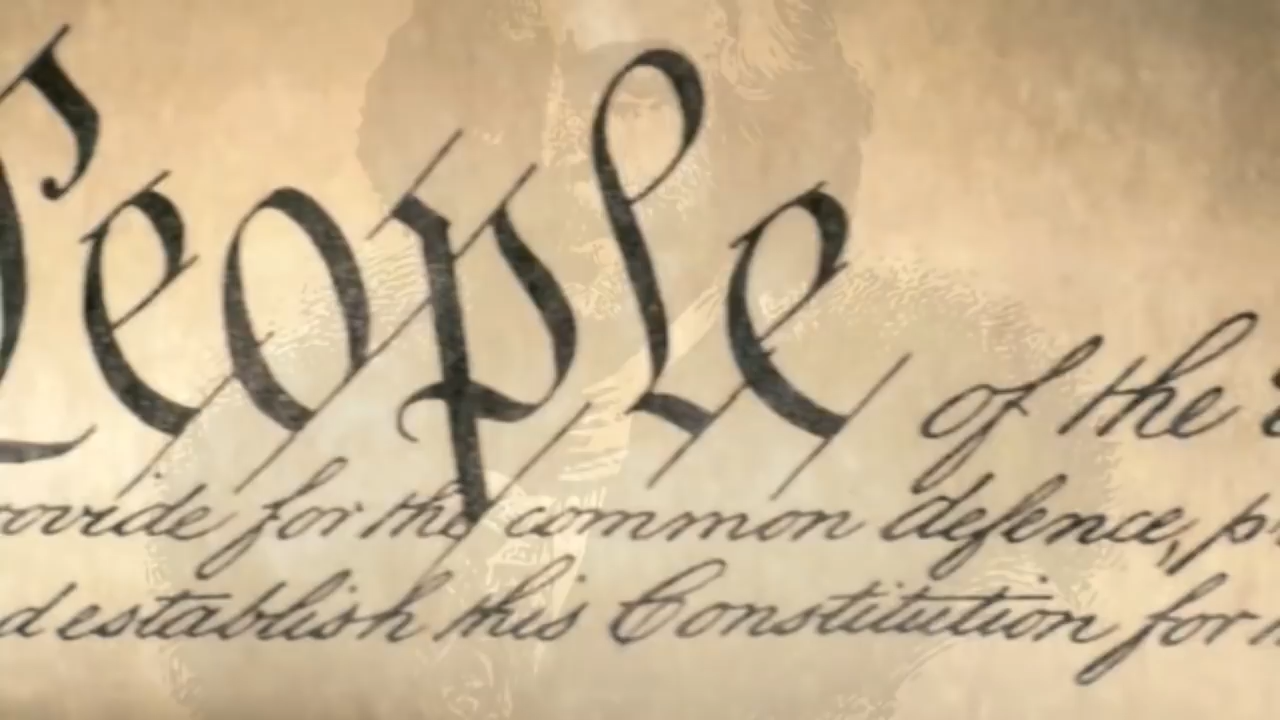 People of the
rovide for the common defence, p
d establish this Constitution for